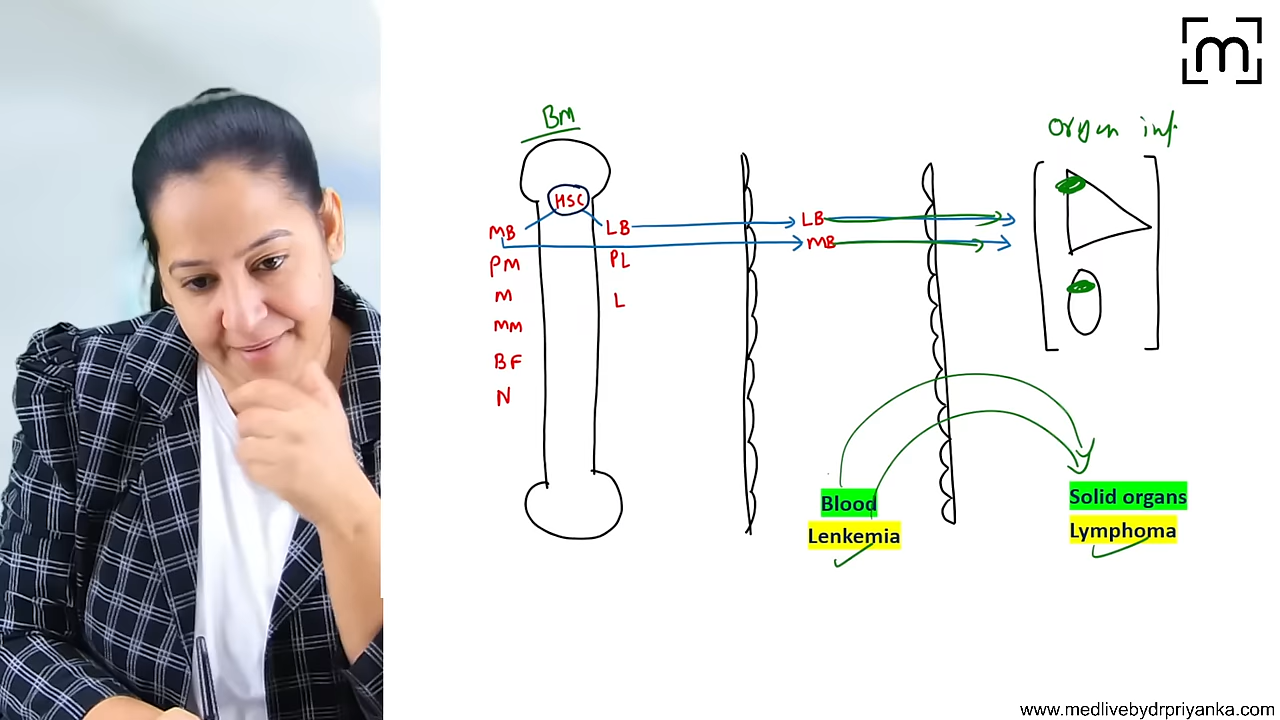 m
BM
organ inf.
HSC
MB LB LB
MB
PM PL
M L
MM
BF
N
Blood
Lenkemia
Solid organs
Lymphoma
www.medlivebydrpriyanka.com